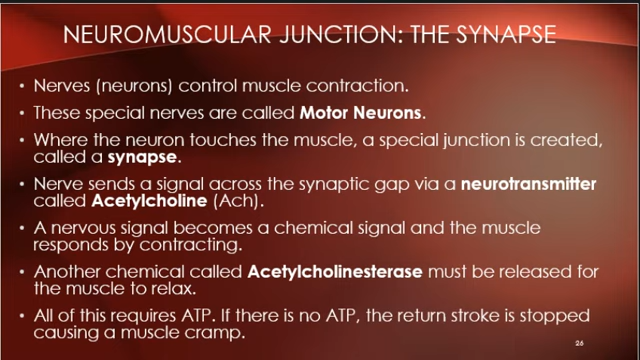 NEUROMUSCULAR JUNCTION: THE SYNAPSE
• Nerves (neurons) control muscle contraction.
• These special nerves are called Motor Neurons.
• Where the neuron touches the muscle, a special junction is created,
called a synapse.
• Nerve sends a signal across the synaptic gap via a neurotransmitter
called Acetylcholine (Ach).
• A nervous signal becomes a chemical signal and the muscle
responds by contracting.
• Another chemical called Acetylcholinesterase must be released for
the muscle to relax.
• All of this requires ATP. If there is no ATP, the return stroke is stopped
causing a muscle cramp.
26